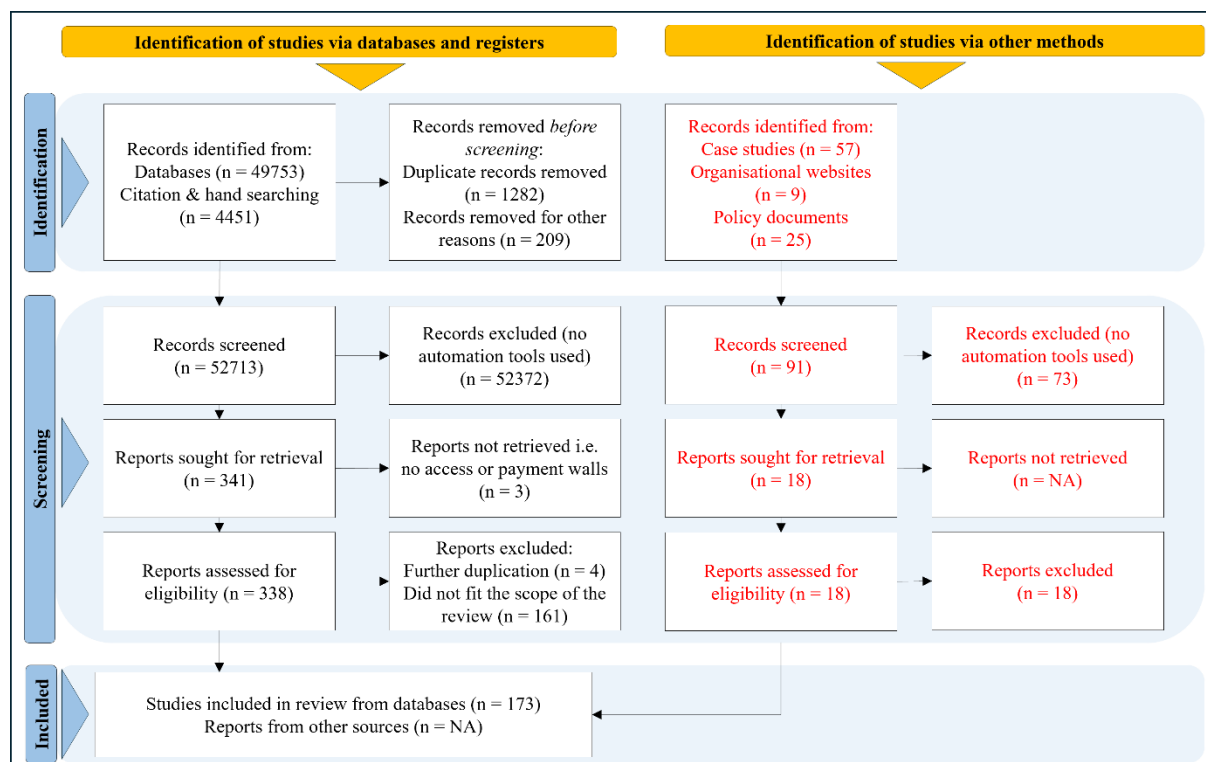 Identification of studies via databases and registers
Identification of studies via other methods
Identification
Records identified from:
Databases (n = 49753)
Citation & hand searching
(n = 4451)
Records removed before
screening:
Duplicate records removed
(n = 1282)
Records removed for other
reasons (n = 209)
Records identified from:
Case studies (n = 57)
Organisational websites
(n = 9)
Policy documents
(n = 25)
Screening
Records screened
(n = 52713)
Records excluded (no
automation tools used)
(n = 52372)
Records screened
(n = 91)
Records excluded (no
automation tools used)
(n = 73)
Reports sought for retrieval
(n = 341)
Reports not retrieved i.e.
no access or payment walls
(n = 3)
Reports sought for retrieval
(n = 18)
Reports not retrieved
(n = NA)
Reports assessed for
eligibility (n = 338)
Reports excluded:
Further duplication (n = 4)
Did not fit the scope of the
review (n = 161)
Reports assessed for
eligibility (n = 18)
Reports excluded
(n = 18)
Included
Studies included in review from databases (n = 173)
Reports from other sources (n = NA)